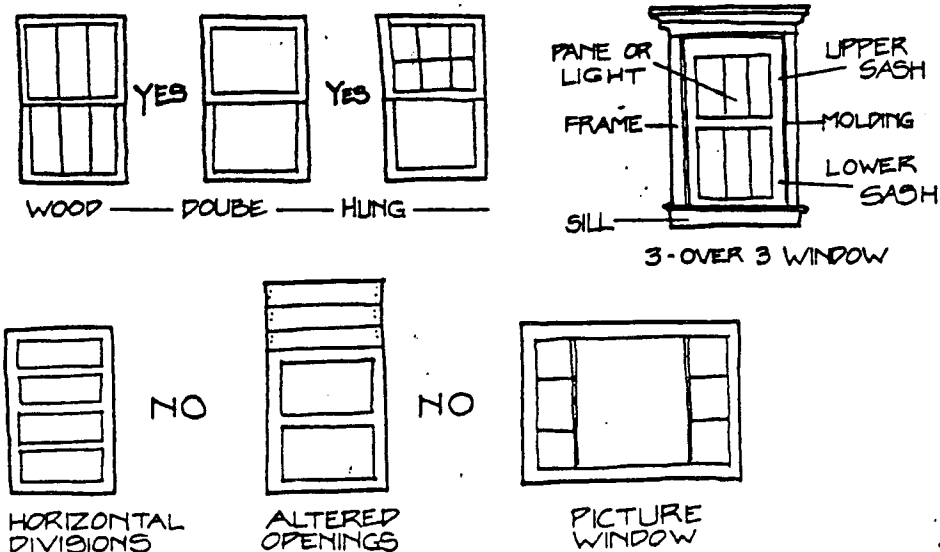 YES
YES
WOOD — DOUBE — HUNG —
PANE OR
LIGHT
UPPER
SASH
FRAME
MOLDING
LOWER
SASH
SILL
3-OVER 3 WINDOW
NO
NO
HORIZONTAL
DIVISIONS
ALTERED
OPENINGS
PICTURE
WINDOW